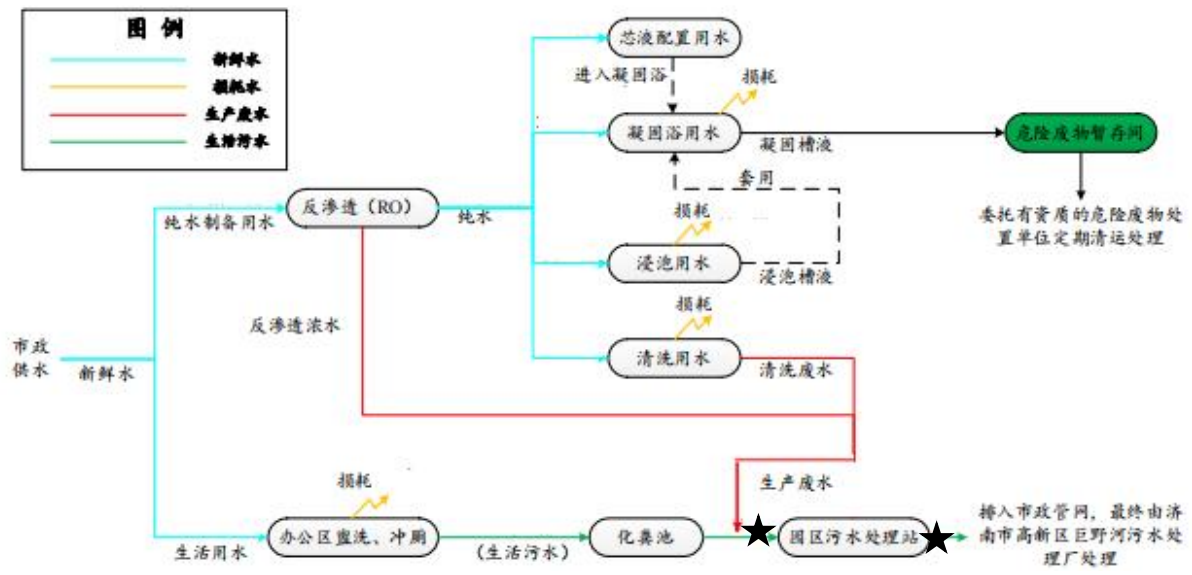 图 例
新鲜水
损耗水
生产废水
生活污水
芯液配置用水
进入凝固浴
损耗
凝固浴用水
凝固槽液
危险废物暂存间
套用
委托有资质的危险废物处
置单位定期清运处理
纯水制备用水
反渗透（RO）
纯水
损耗
浸泡用水
浸泡槽液
损耗
反渗透浓水
清洗用水
清洗废水
市政
供水
新鲜水
损耗
生产废水
生活用水
办公区盥洗、冲厕
(生活污水)
化粪池
园区污水处理站
排入市政管网，最终由济
南市高新区巨野河污水处
理厂处理